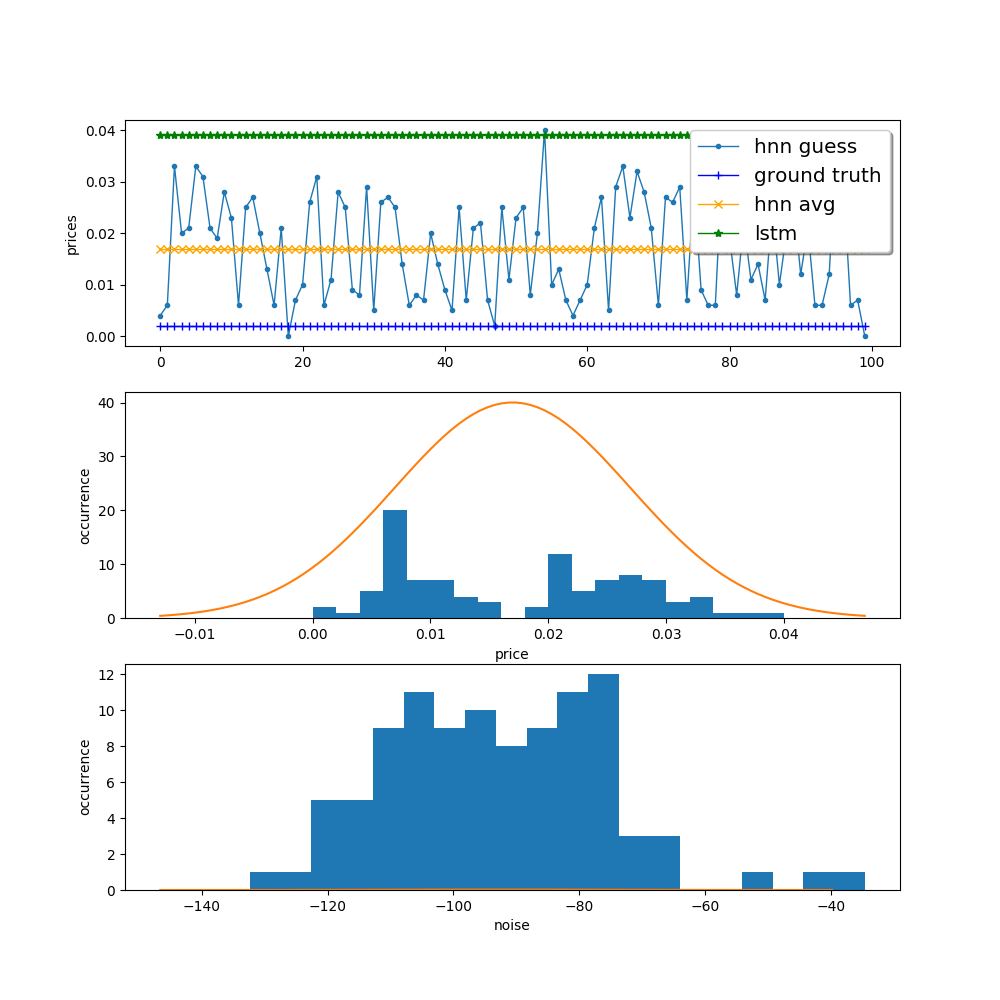 0.04
0.03
0.02
0.01
0.00
prices
hnn guess
ground truth
hnn avg
lstm
0 20 40 60 80 100
40
30
20
10
0
occurrence
−0.01 0.00 0.01 0.02 0.03 0.04
price
12
10
8
6
4
2
0
occurrence
−140 −120 −100 −80 −60 −40
noise